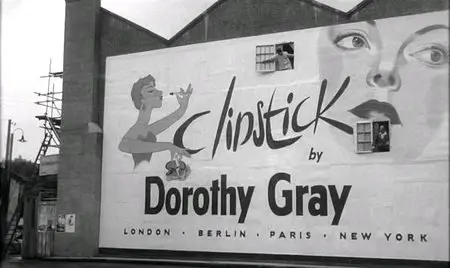 Clipstick
by
Dorothy Gray
LONDON · BERLIN · PARIS · NEW YORK